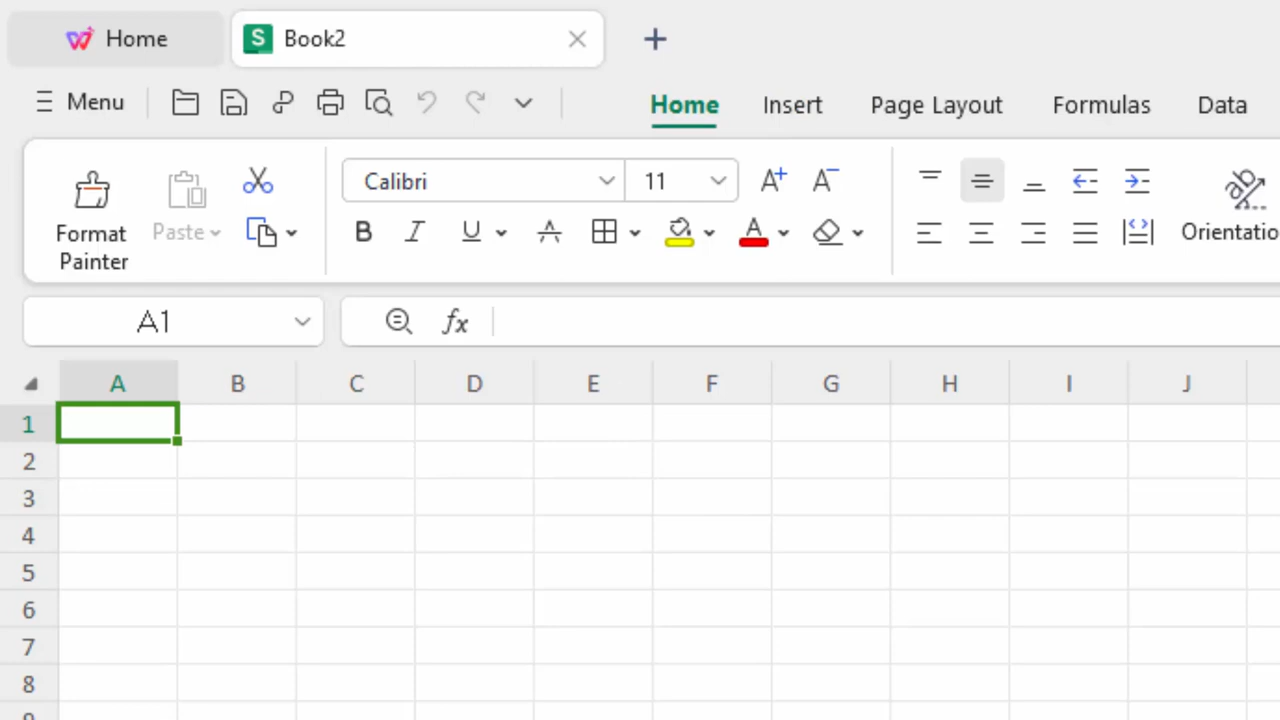 Home
S Book2
Menu
Home Insert Page Layout Formulas Data
Calibri 11 A+ A-
Format Painter
Paste
B I U A A
Orientatio
A1 fx
A B C D E F G H I J
1
2
3
4
5
6
7
8